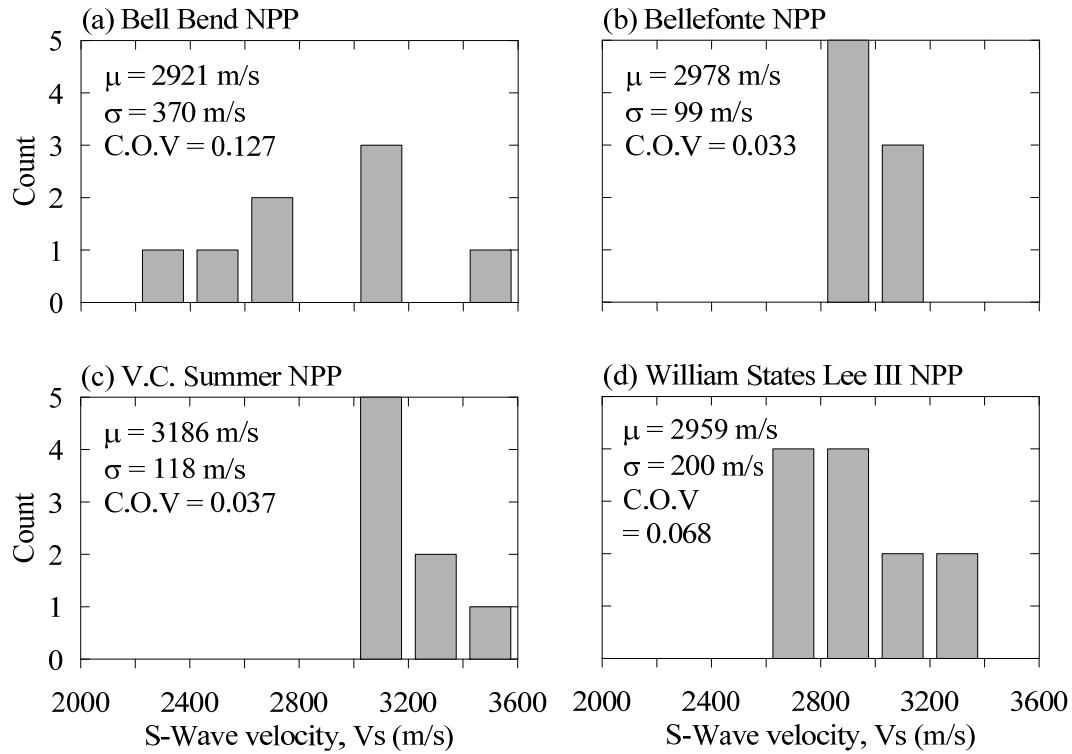 (a) Bell Bend NPP
5
4
3
2
1
0
Count
μ = 2921 m/s
σ = 370 m/s
C.O.V = 0.127
(b) Bellefonte NPP
μ = 2978 m/s
σ = 99 m/s
C.O.V = 0.033
(c) V.C. Summer NPP
5
4
3
2
1
0
Count
μ = 3186 m/s
σ = 118 m/s
C.O.V = 0.037
2000 2400 2800 3200 3600
S-Wave velocity, Vs (m/s)
(d) William States Lee III NPP
μ = 2959 m/s
σ = 200 m/s
C.O.V
= 0.068
2000 2400 2800 3200 3600
S-Wave velocity, Vs (m/s)